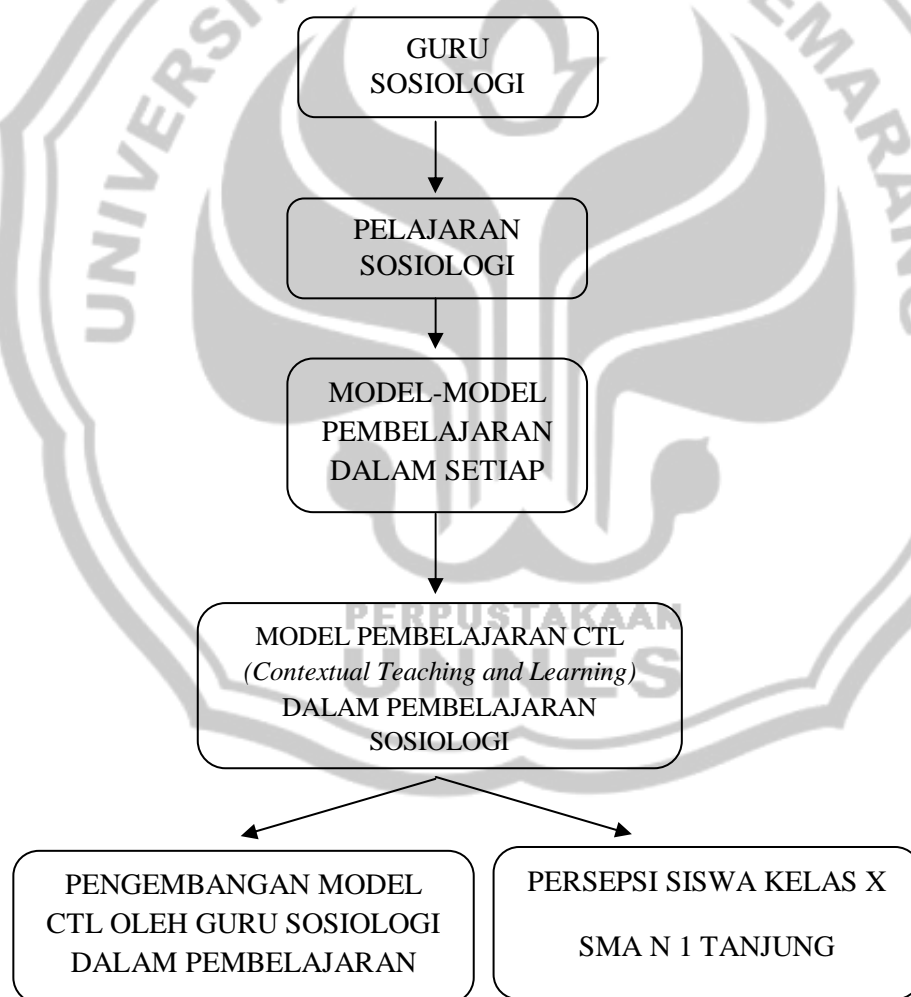 GURU
SOSIOLOGI
PELAJARAN
SOSIOLOGI
MODEL-MODEL
PEMBELAJARAN
DALAM SETIAP
MODEL PEMBELAJARAN CTL
(Contextual Teaching and Learning)
DALAM PEMBELAJARAN
SOSIOLOGI
PENGEMBANGAN MODEL
CTL OLEH GURU SOSIOLOGI
DALAM PEMBELAJARAN
PERSEPSI SISWA KELAS X
SMA N 1 TANJUNG
PERPUSTAKAAN
UNNES